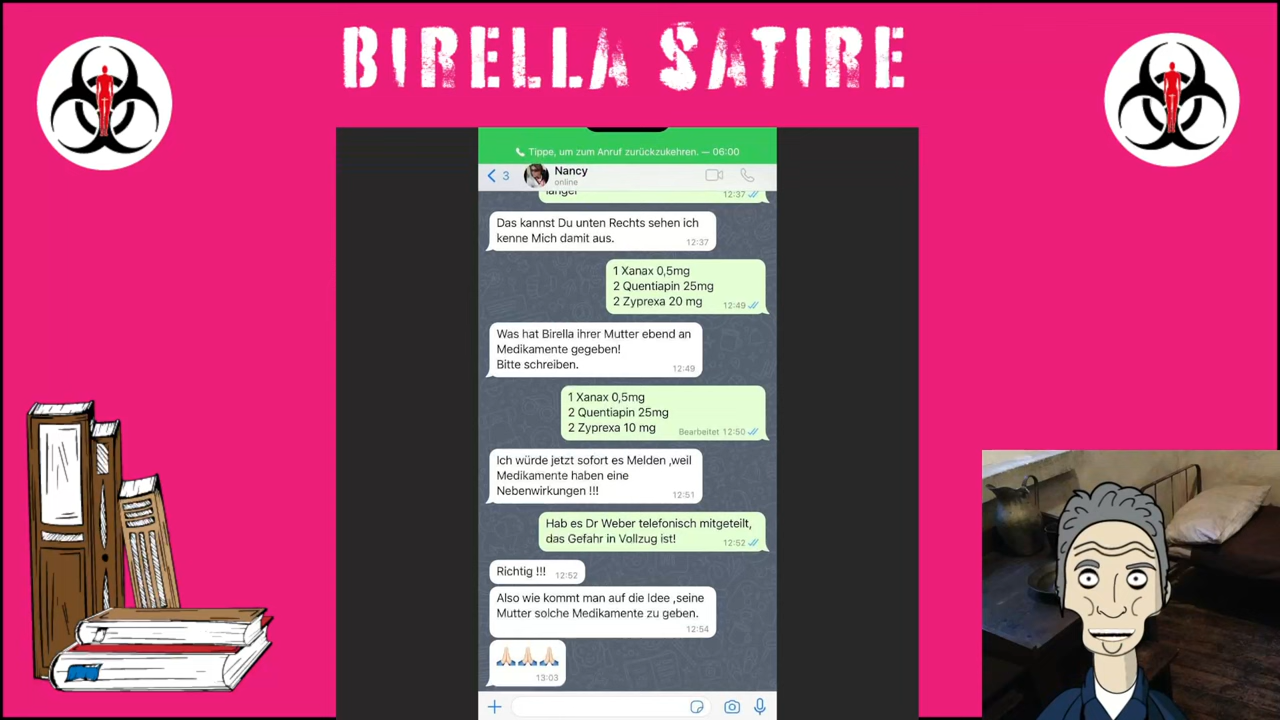 BIRELLA SATIRE
Tippe, um zum Anruf zurückzukehren. — 06:00
3
Nancy
online
länger
12:37
Das kannst Du unten Rechts sehen ich
kenne Mich damit aus.
12:37
1 Xanax 0,5mg
2 Quentiapin 25mg
2 Zyprexa 20 mg
12:49
Was hat Birella ihrer Mutter ebend an
Medikamente gegeben!
Bitte schreiben.
12:49
1 Xanax 0,5mg
2 Quentiapin 25mg
2 Zyprexa 10 mg
Bearbeitet 12:50
Ich würde jetzt sofort es Melden ,weil
Medikamente haben eine
Nebenwirkungen !!!
12:51
Hab es Dr Weber telefonisch mitgeteilt,
das Gefahr in Vollzug ist!
12:52
Richtig !!!
12:52
Also wie kommt man auf die Idee ,seine
Mutter solche Medikamente zu geben.
12:54
🙏🏻🙏🏻🙏🏻
13:03